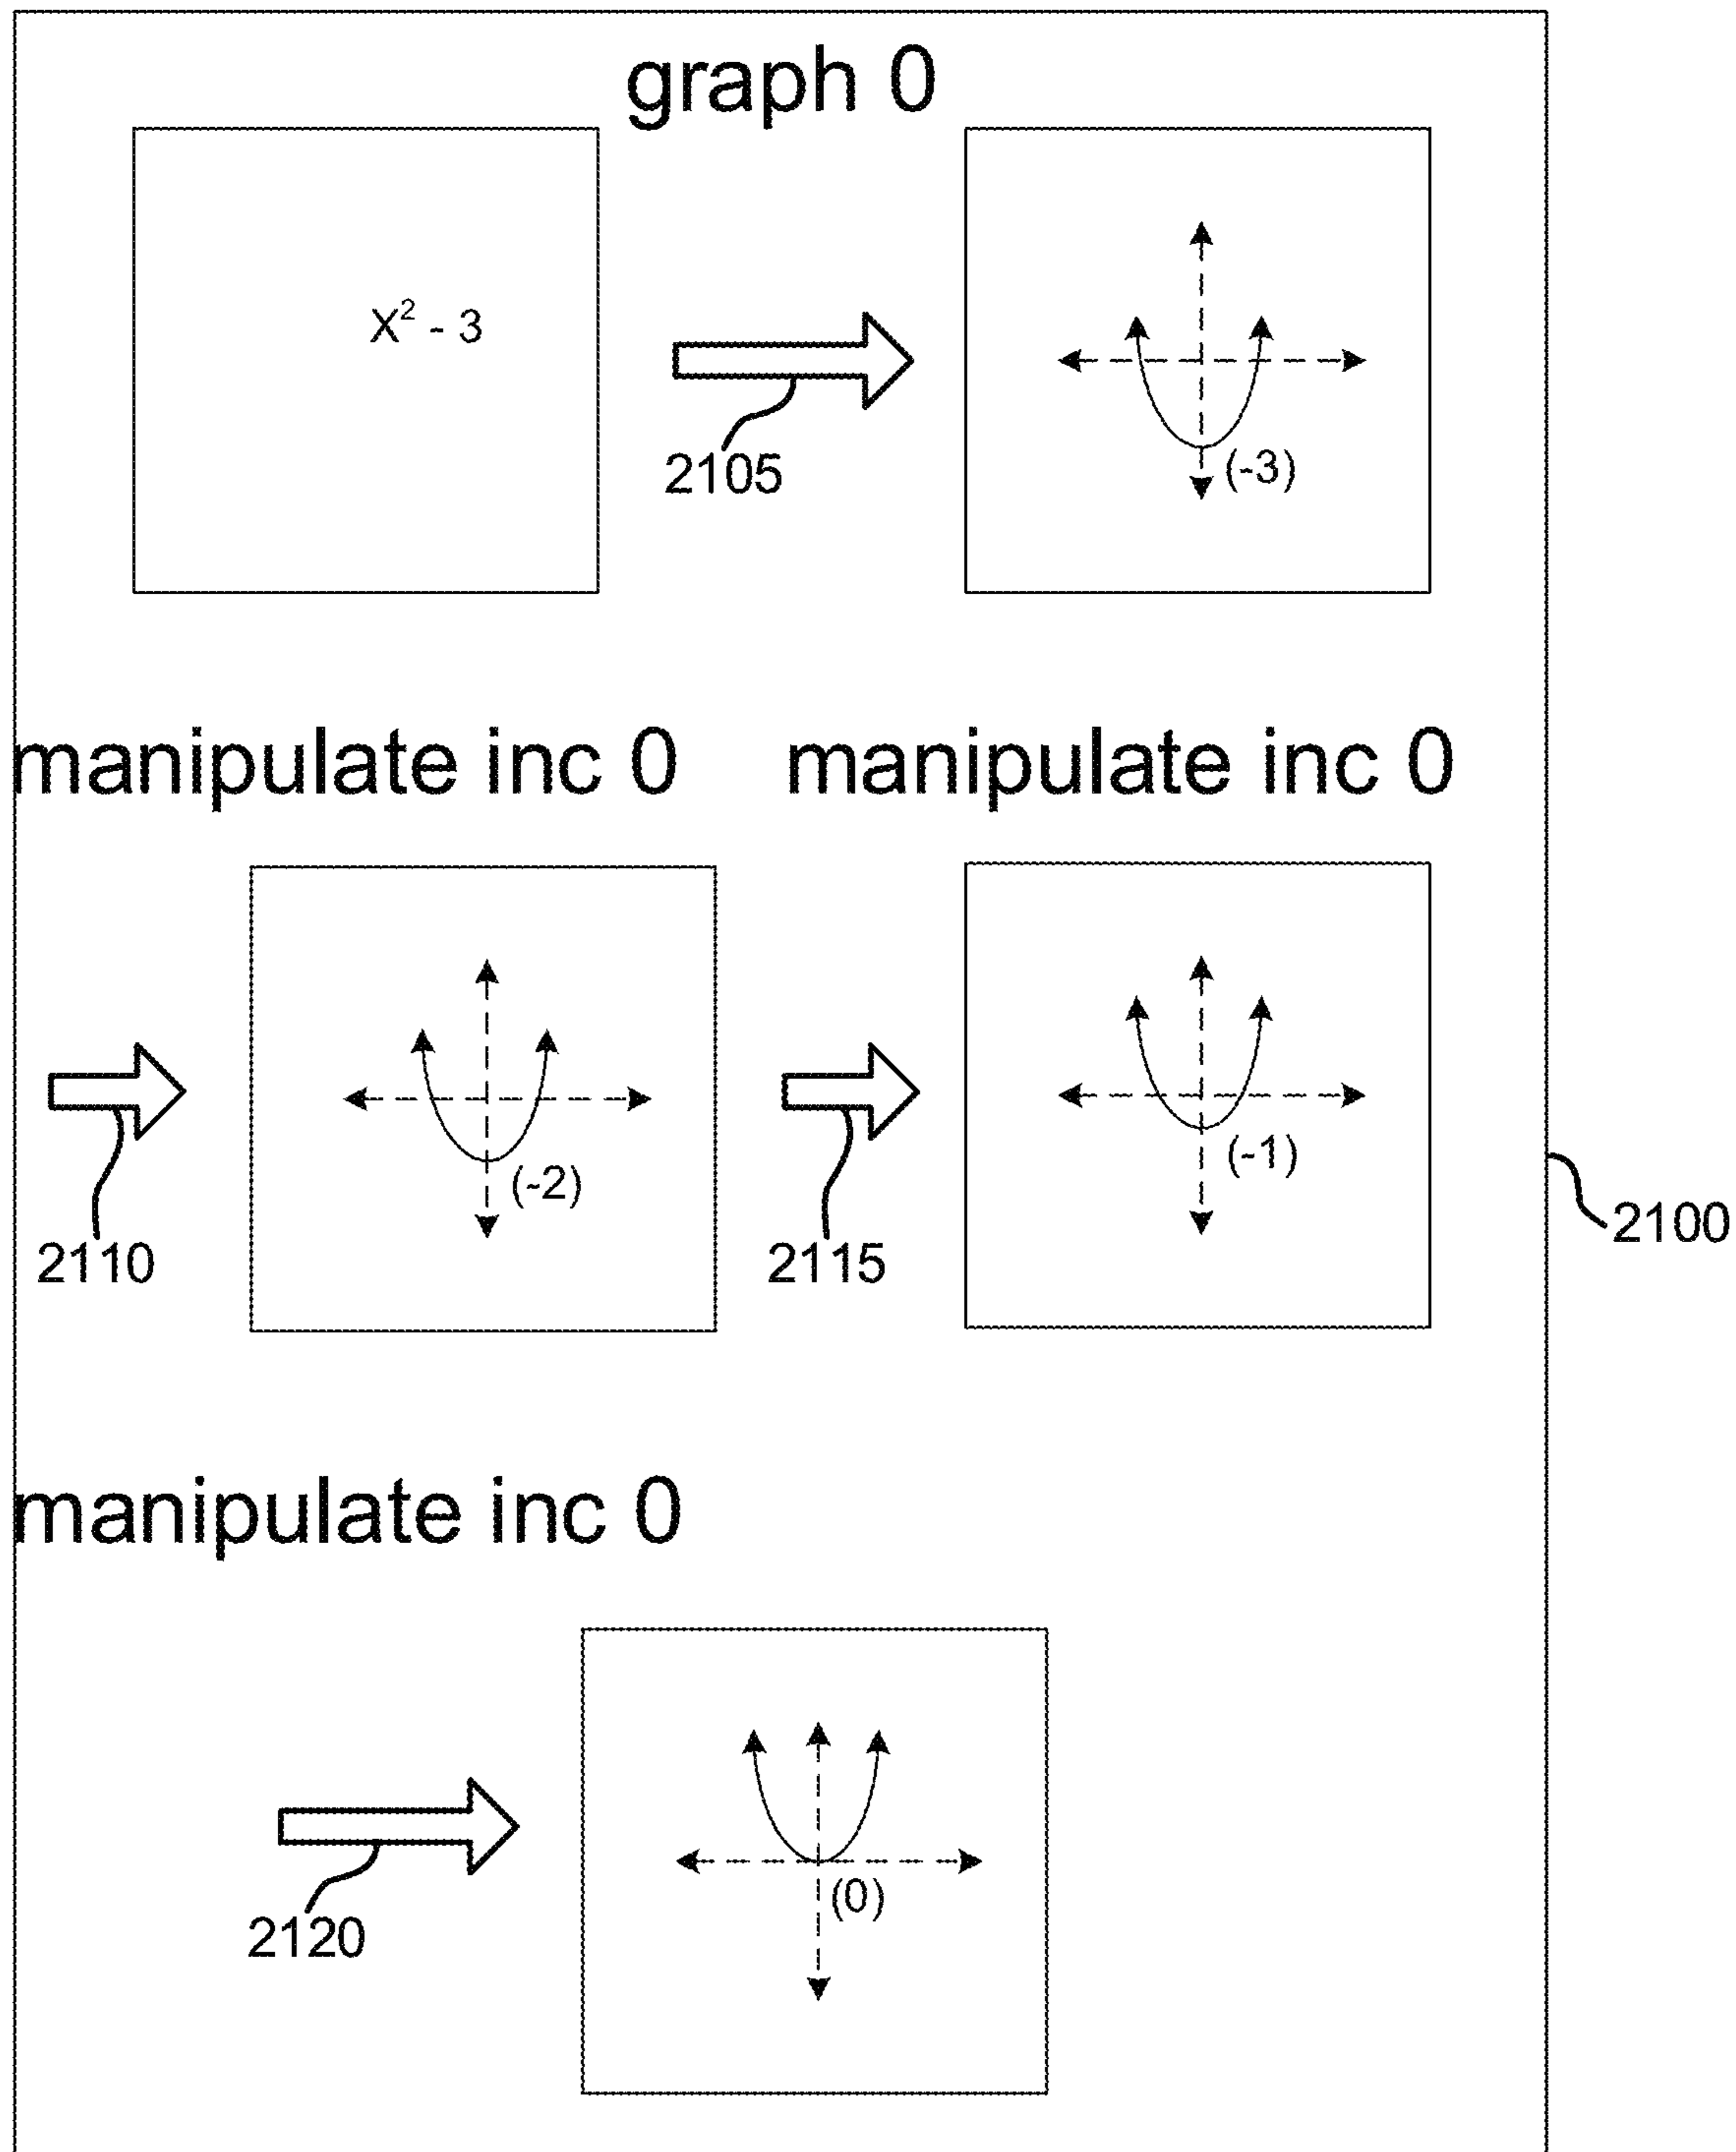 graph 0
X² - 3
2105
(-3)
manipulate inc 0
manipulate inc 0
2110
(-2)
2115
(-1)
2100
manipulate inc 0
2120
(0)